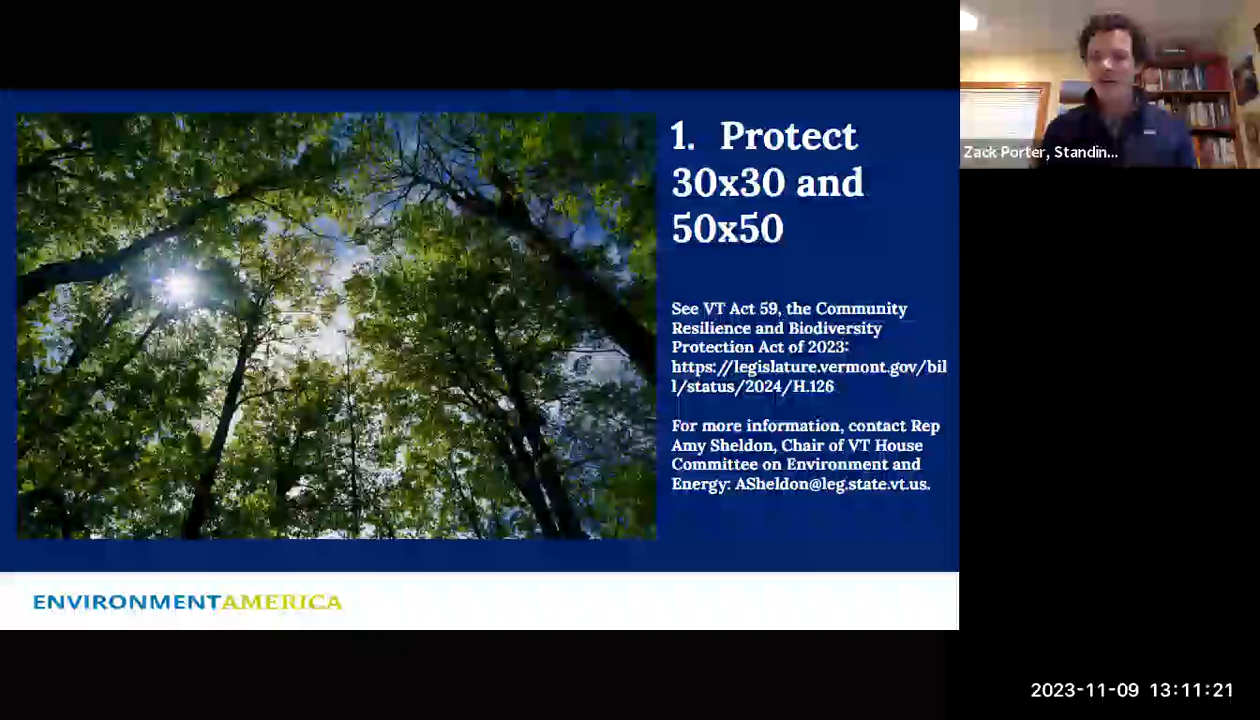 1. Protect
30x30 and
50x50
See VT Act 59, the Community
Resilience and Biodiversity
Protection Act of 2023:
https://legislature.vermont.gov/bil
l/status/2024/H.126
For more information, contact Rep
Amy Sheldon, Chair of VT House
Committee on Environment and
Energy: ASheldon@leg.state.vt.us.
ENVIRONMENTAMERICA
Zack Porter, Standin...
2023-11-09 13:11:21